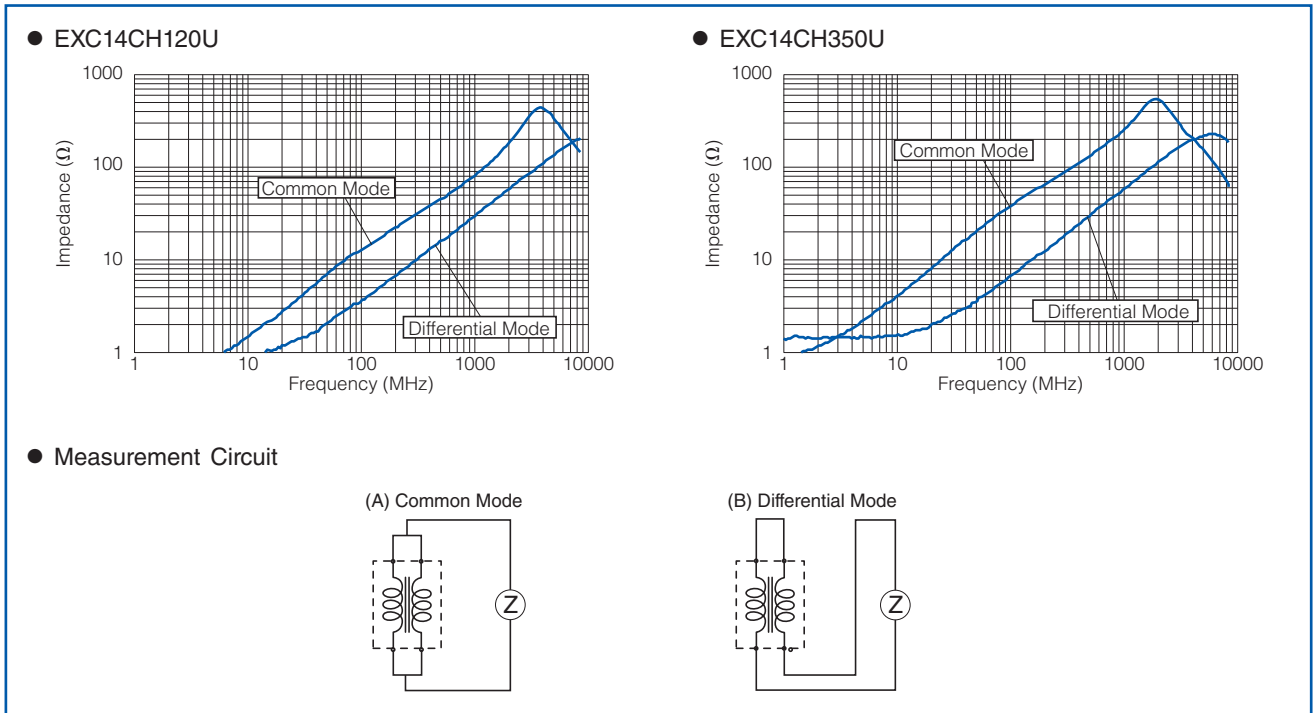 ● EXC14CH120U
1000
100
10
1
Impedance (Ω)
Common Mode
Differential Mode
1 10 100 1000 10000
Frequency (MHz)
● EXC14CH350U
1000
100
10
1
Impedance (Ω)
Common Mode
Differential Mode
1 10 100 1000 10000
Frequency (MHz)
● Measurement Circuit
(A) Common Mode
Z
(B) Differential Mode
Z